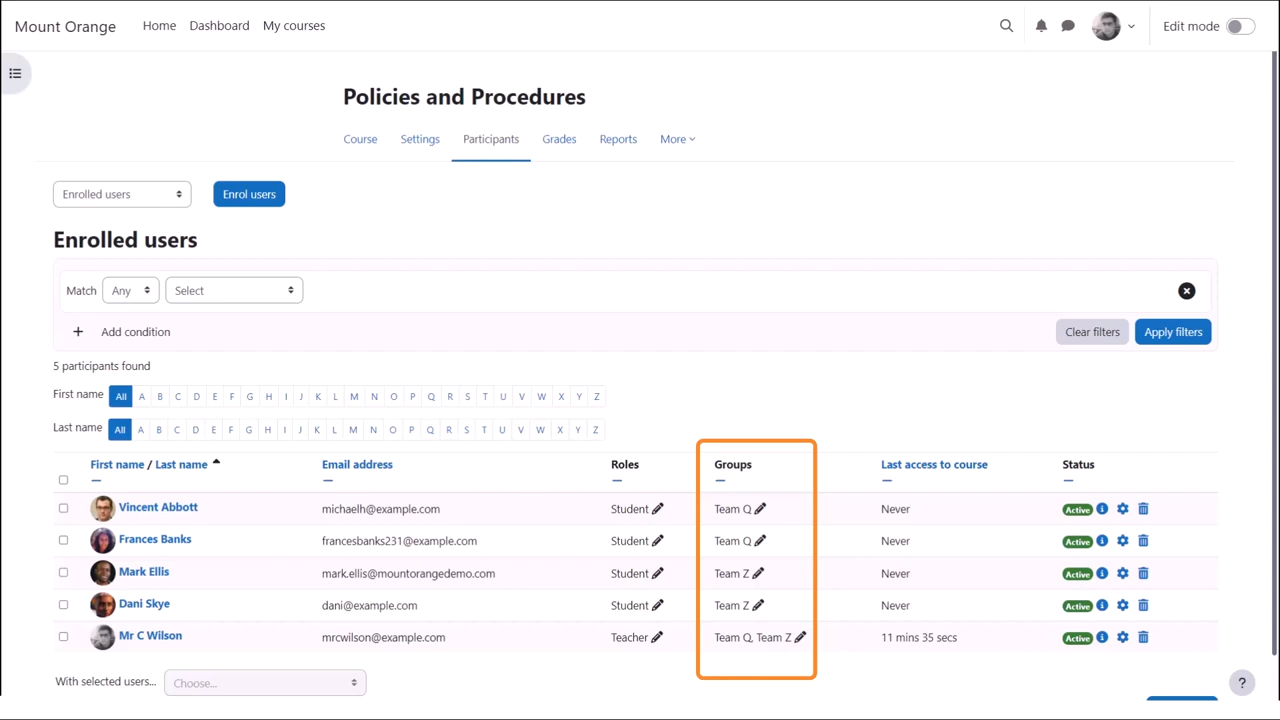 Mount Orange Home Dashboard My courses Edit mode
Policies and Procedures
Course Settings Participants Grades Reports More
Enrolled users Enrol users
Enrolled users
Match Any Select
+ Add condition Clear filters Apply filters
5 participants found
First name All A B C D E F G H I J K L M N O P Q R S T U V W X Y Z
Last name All A B C D E F G H I J K L M N O P Q R S T U V W X Y Z
First name / Last name Email address Roles Groups Last access to course Status
Vincent Abbott michaelh@example.com Student Team Q Never Active
Frances Banks francesbanks231@example.com Student Team Q Never Active
Mark Ellis mark.ellis@mountorangedemo.com Student Team Z Never Active
Dani Skye dani@example.com Student Team Z Never Active
Mr C Wilson mrcwilson@example.com Teacher Team Q, Team Z 11 mins 35 secs Active
With selected users... Choose... ?